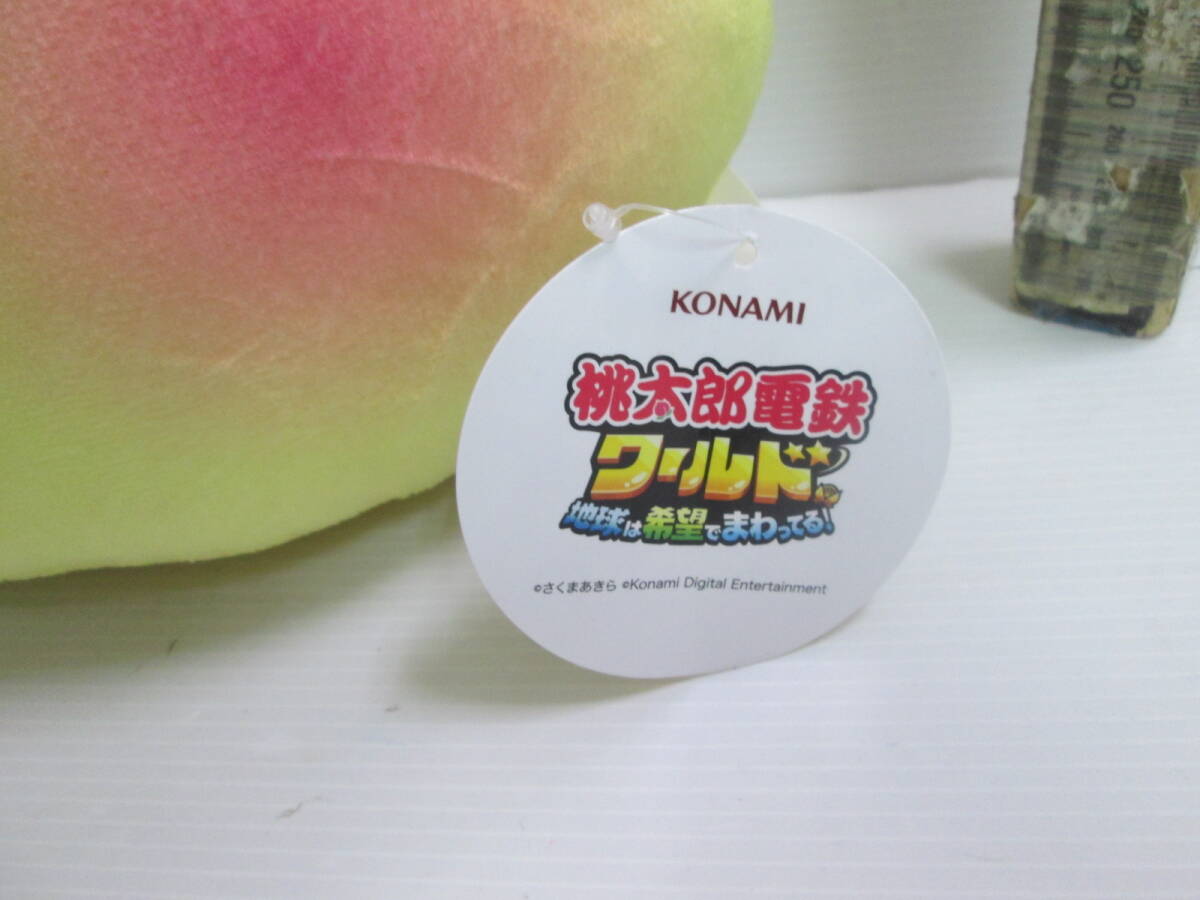 KONAMI
桃太郎電鉄
ワールド
地球は希望でまわってる!
©さくまあきら ©Konami Digital Entertainment
250